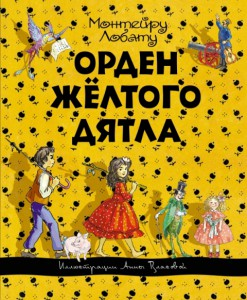 Монтейру
Лобату
ОРДЕН
ЖЁЛТОГО
ДЯТЛА
Иллюстрации Анны Власовой